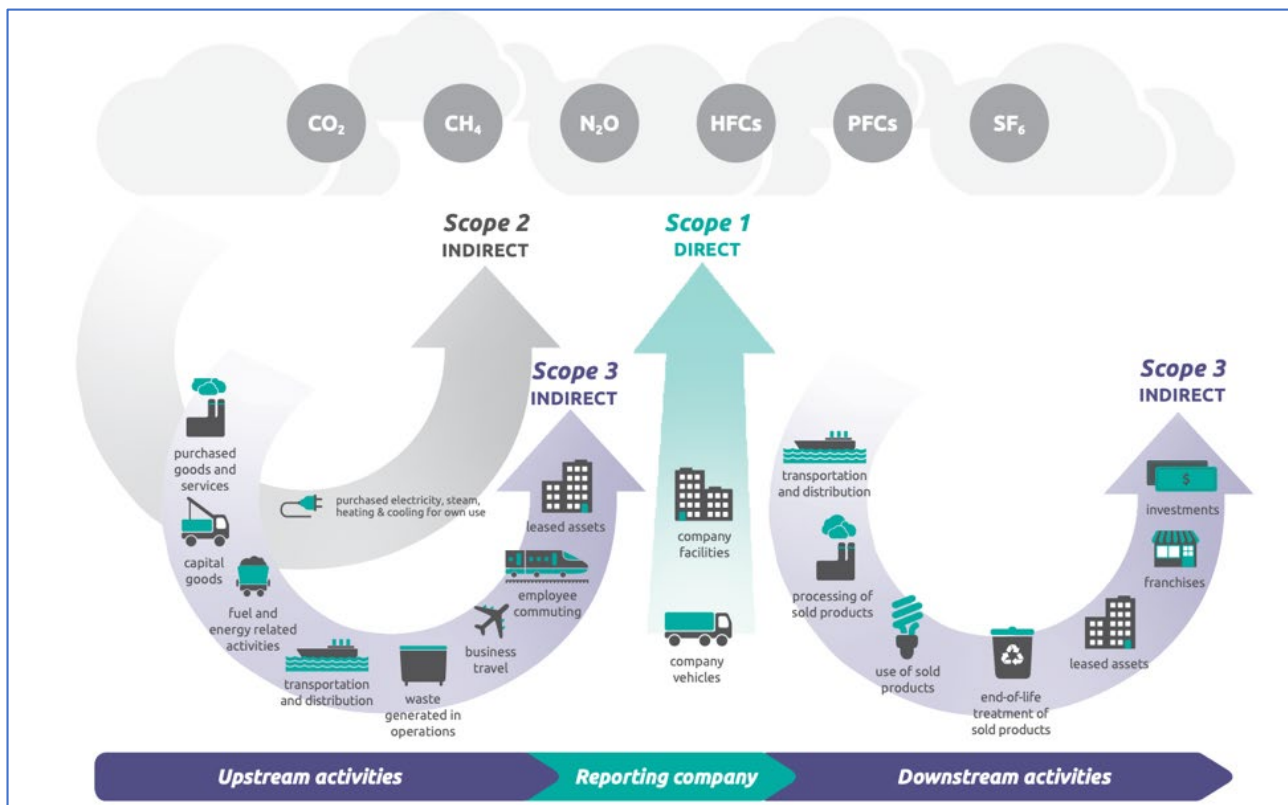 CO₂
CH₄
N₂O
HFCs
PFCs
SF₆
Scope 2
INDIRECT
Scope 1
DIRECT
Scope 3
INDIRECT
Scope 3
INDIRECT
purchased
goods and
services
capital
goods
fuel and
energy related
activities
purchased electricity, steam,
heating & cooling for own use
transportation
and distribution
waste
generated in
operations
business
travel
employee
commuting
leased assets
company
facilities
company
vehicles
transportation
and distribution
processing of
sold products
use of sold
products
end-of-life
treatment of
sold products
leased assets
franchises
$
investments
Upstream activities
Reporting company
Downstream activities